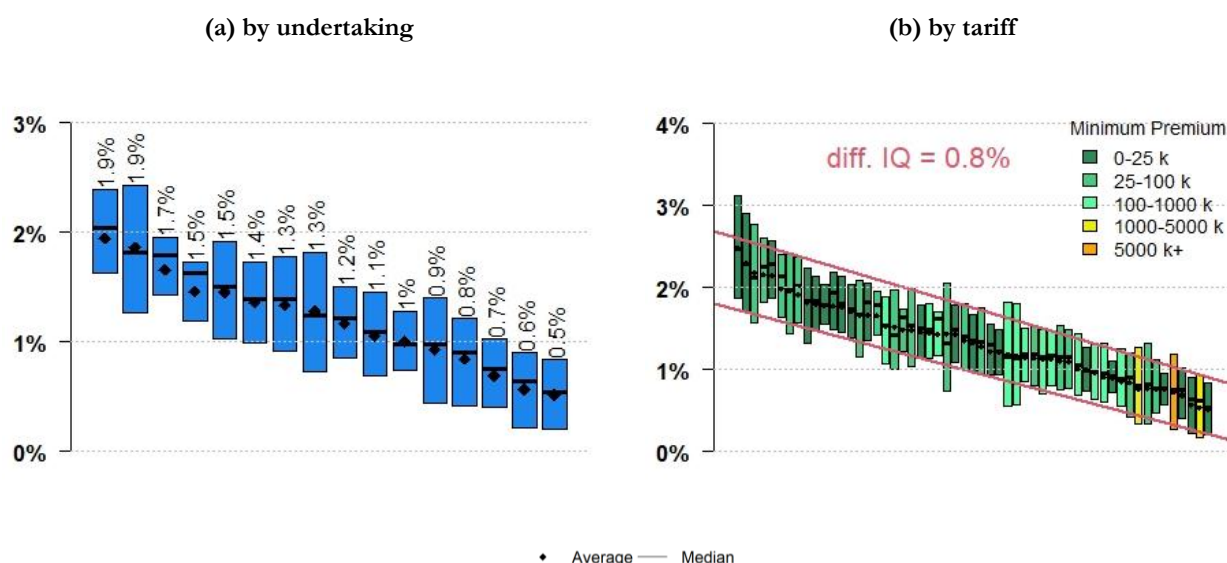 (a) by undertaking
(b) by tariff
3%
2%
1%
0%
1.9%
1.9%
1.7%
1.5%
1.5%
1.4%
1.3%
1.3%
1.2%
1.1%
1%
0.9%
0.8%
0.7%
0.6%
0.5%
4%
3%
2%
1%
0%
diff. IQ = 0.8%
Minimum Premium
0-25 k
25-100 k
100-1000 k
1000-5000 k
5000 k+
Average
Median